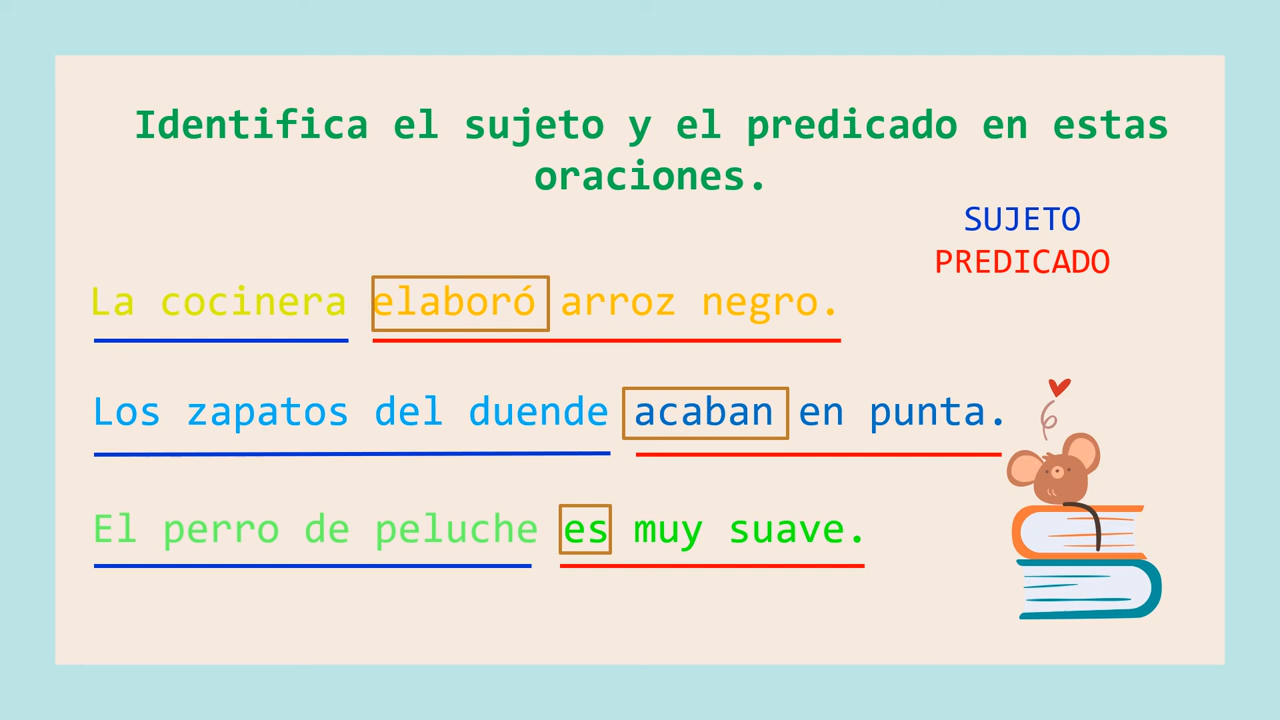 Identifica el sujeto y el predicado en estas
oraciones.
SUJETO
PREDICADO
La cocinera elaboró arroz negro.
Los zapatos del duende acaban en punta.
El perro de peluche es muy suave.